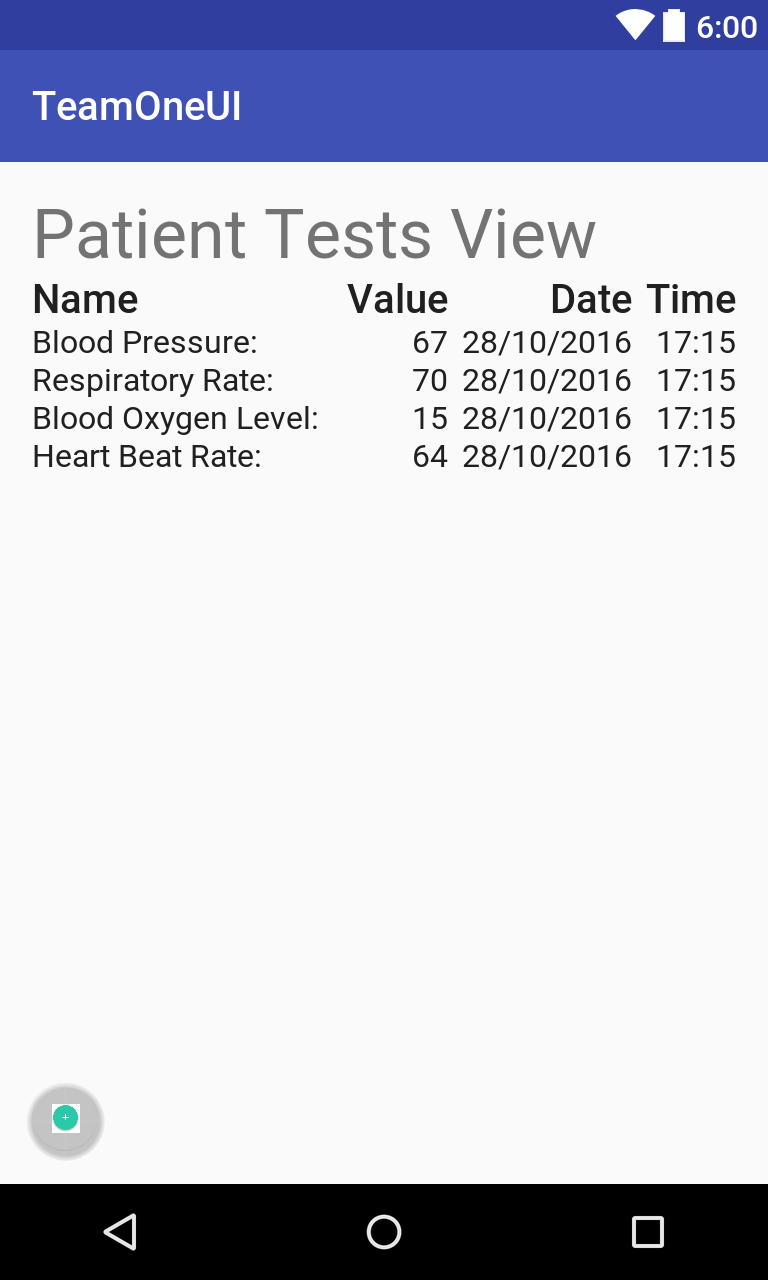 6:00
TeamOneUI
Patient Tests View
Name Value Date Time
Blood Pressure: 67 28/10/2016 17:15
Respiratory Rate: 70 28/10/2016 17:15
Blood Oxygen Level: 15 28/10/2016 17:15
Heart Beat Rate: 64 28/10/2016 17:15